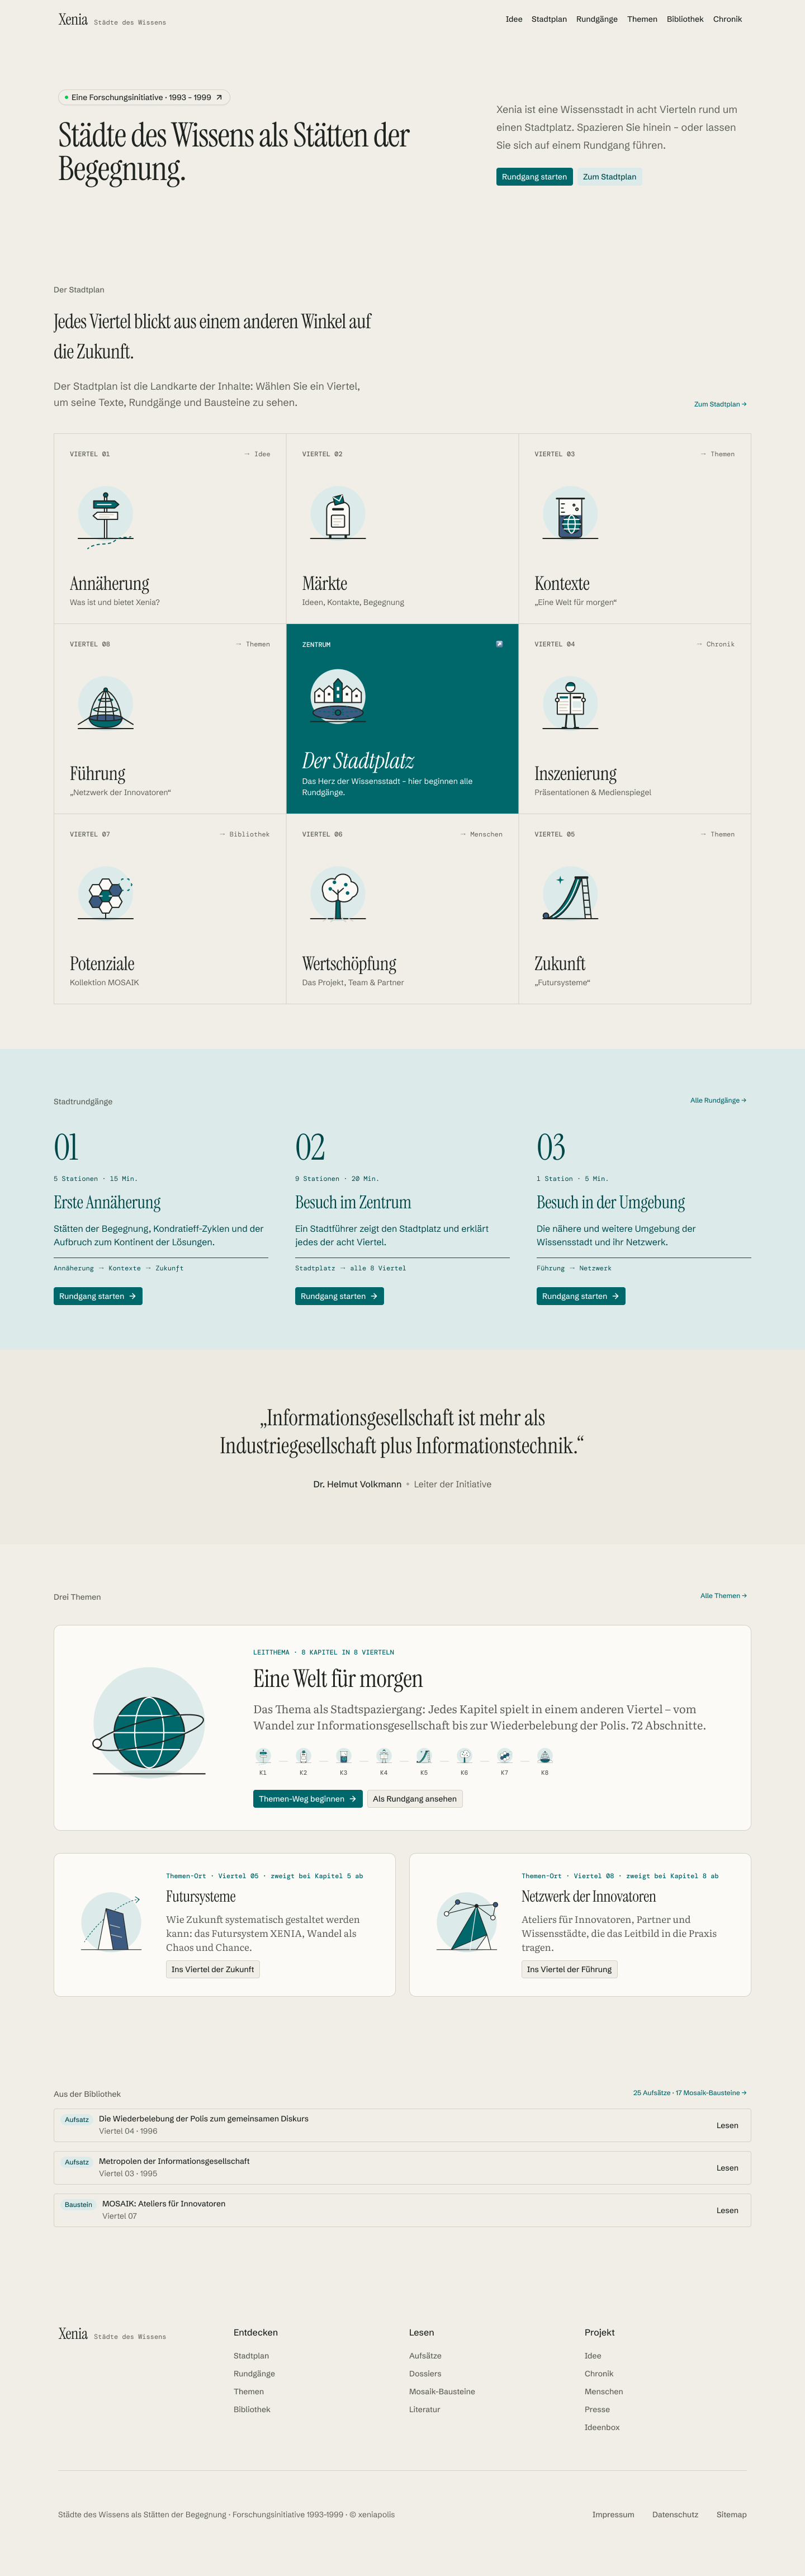 Xenia Städte des Wissens
Idee Stadtplan Rundgänge Themen Bibliothek Chronik
Eine Forschungsinitiative · 1993 – 1999
Städte des Wissens als Stätten der
Begegnung.
Xenia ist eine Wissensstadt in acht Vierteln rund um
einen Stadtplatz. Spazieren Sie hinein – oder lassen
Sie sich auf einem Rundgang führen.
Rundgang starten Zum Stadtplan
Der Stadtplan
Jedes Viertel blickt aus einem anderen Winkel auf
die Zukunft.
Der Stadtplan ist die Landkarte der Inhalte: Wählen Sie ein Viertel,
um seine Texte, Rundgänge und Bausteine zu sehen.
Zum Stadtplan →
VIERTEL 01 → Idee
Annäherung
Was ist und bietet Xenia?
VIERTEL 02
Märkte
Ideen, Kontakte, Begegnung
VIERTEL 03 → Themen
Kontexte
„Eine Welt für morgen“
VIERTEL 08 → Themen
Führung
„Netzwerk der Innovatoren“
ZENTRUM
Der Stadtplatz
Das Herz der Wissensstadt – hier beginnen alle
Rundgänge.
VIERTEL 04 → Chronik
Inszenierung
Präsentationen & Medienspiegel
VIERTEL 07 → Bibliothek
Potenziale
Kollektion MOSAIK
VIERTEL 06 → Menschen
Wertschöpfung
Das Projekt, Team & Partner
VIERTEL 05 → Themen
Zukunft
„Futursysteme“
Stadtrundgänge
Alle Rundgänge →
01
5 Stationen · 15 Min.
Erste Annäherung
Stätten der Begegnung, Kondratieff-Zyklen und der
Aufbruch zum Kontinent der Lösungen.
Annäherung → Kontexte → Zukunft
Rundgang starten →
02
9 Stationen · 20 Min.
Besuch im Zentrum
Ein Stadtführer zeigt den Stadtplatz und erklärt
jedes der acht Viertel.
Stadtplatz → alle 8 Viertel
Rundgang starten →
03
1 Station · 5 Min.
Besuch in der Umgebung
Die nähere und weitere Umgebung der
Wissensstadt und ihr Netzwerk.
Führung → Netzwerk
Rundgang starten →
„Informationsgesellschaft ist mehr als
Industriegesellschaft plus Informationstechnik.“
Dr. Helmut Volkmann • Leiter der Initiative
Drei Themen
Alle Themen →
LEITTHEMA · 8 KAPITEL IN 8 VIERTELN
Eine Welt für morgen
Das Thema als Stadtspaziergang: Jedes Kapitel spielt in einem anderen Viertel – vom
Wandel zur Informationsgesellschaft bis zur Wiederbelebung der Polis. 72 Abschnitte.
K1 K2 K3 K4 K5 K6 K7 K8
Themen-Weg beginnen → Als Rundgang ansehen
Themen-Ort · Viertel 05 · zweigt bei Kapitel 5 ab
Futursysteme
Wie Zukunft systematisch gestaltet werden
kann: das Futursystem XENIA, Wandel als
Chaos und Chance.
Ins Viertel der Zukunft
Themen-Ort · Viertel 08 · zweigt bei Kapitel 8 ab
Netzwerk der Innovatoren
Ateliers für Innovatoren, Partner und
Wissensstädte, die das Leitbild in die Praxis
tragen.
Ins Viertel der Führung
Aus der Bibliothek
25 Aufsätze · 17 Mosaik-Bausteine →
Aufsatz Die Wiederbelebung der Polis zum gemeinsamen Diskurs
Viertel 04 · 1996
Lesen
Aufsatz Metropolen der Informationsgesellschaft
Viertel 03 · 1995
Lesen
Baustein MOSAIK: Ateliers für Innovatoren
Viertel 07
Lesen
Xenia Städte des Wissens
Entdecken
Stadtplan
Rundgänge
Themen
Bibliothek
Lesen
Aufsätze
Dossiers
Mosaik-Bausteine
Literatur
Projekt
Idee
Chronik
Menschen
Presse
Ideenbox
Städte des Wissens als Stätten der Begegnung · Forschungsinitiative 1993-1999 · © xeniapolis
Impressum Datenschutz Sitemap